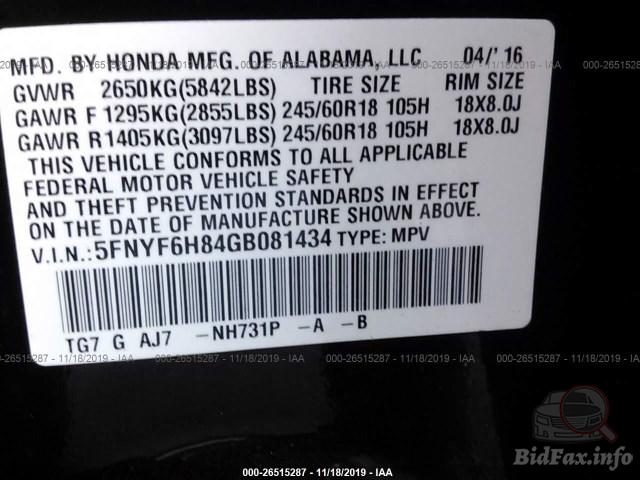 MFD. BY HONDA MFG. OF ALABAMA, LLC 04/'16
GVWR 2650KG(5842LBS) TIRE SIZE RIM SIZE
GAWR F 1295KG(2855LBS) 245/60R18 105H 18X8.0J
GAWR R 1405KG(3097LBS) 245/60R18 105H 18X8.0J
THIS VEHICLE CONFORMS TO ALL APPLICABLE
FEDERAL MOTOR VEHICLE SAFETY
AND THEFT PREVENTION STANDARDS IN EFFECT
ON THE DATE OF MANUFACTURE SHOWN ABOVE.
V.I.N.:5FNYF6H84GB081434 TYPE: MPV
TG7 G AJ7 -NH731P -A -B
000-26515287 - 11/18/2019 - IAA
BidFax.info